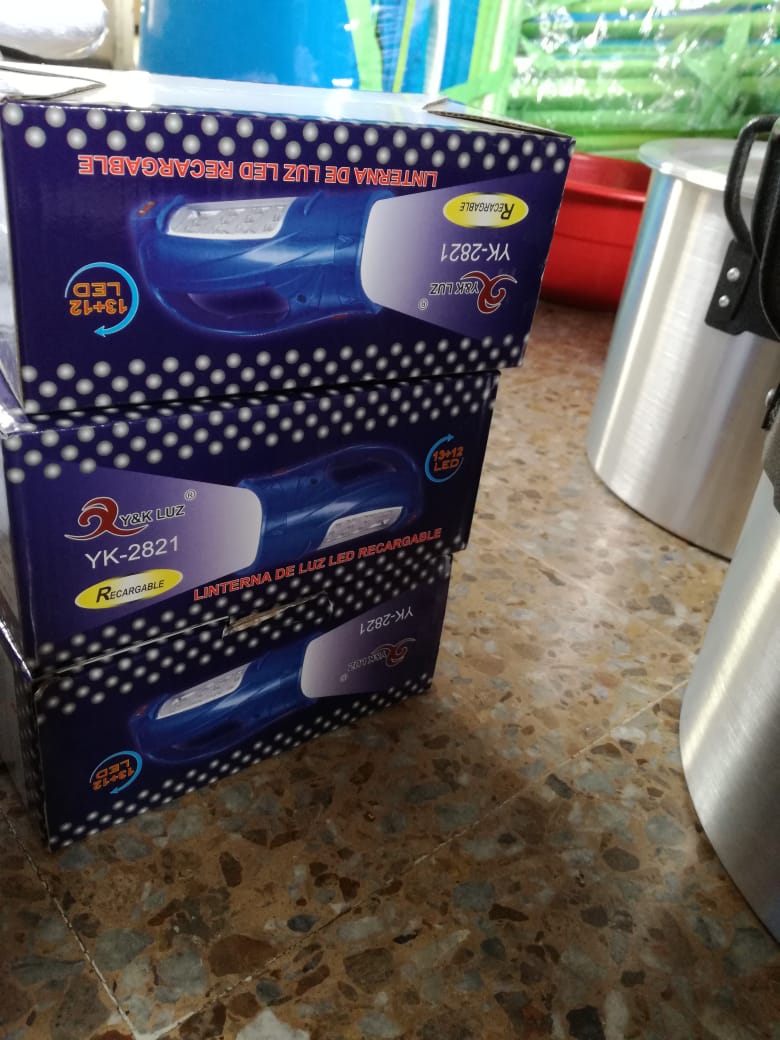 LINTERNA DE LUZ LED RECARGABLE
RECARGABLE
YK-2821
Y&K LUZ
®
13+12
LED
13+12
LED
Y&K LUZ ®
YK-2821
RECARGABLE
LINTERNA DE LUZ LED RECARGABLE
YK-2821
Y&K LUZ
®
13+12
LED